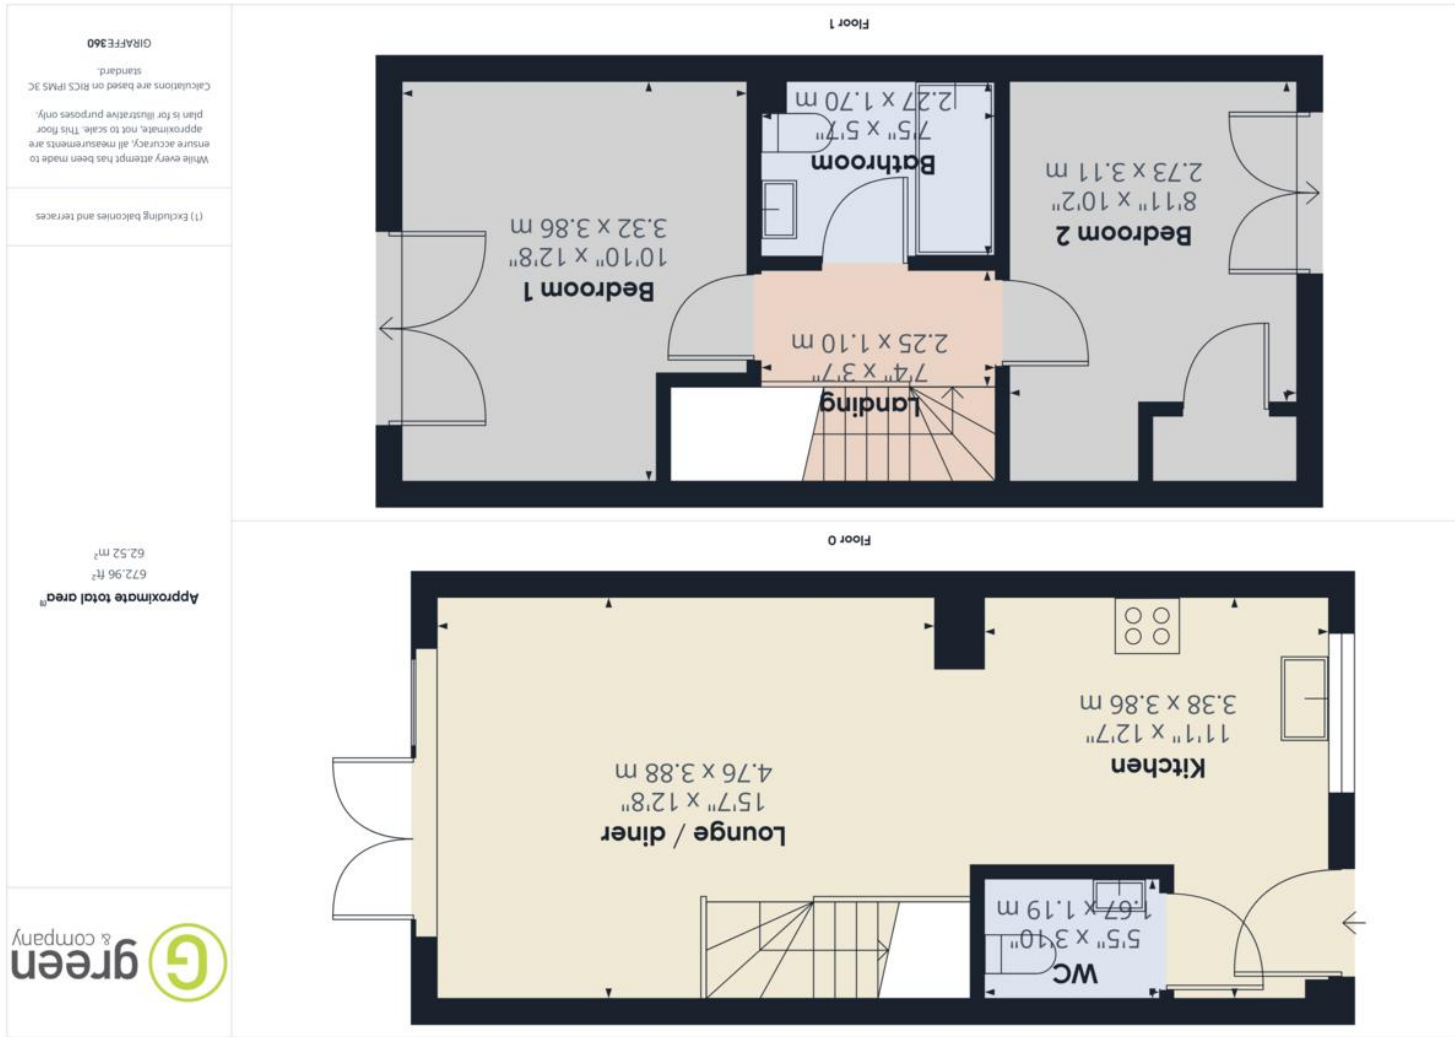 green
& company
Floor 0
WC
5'5" x 3'10"
1.67 x 1.19 m
Lounge / diner
15'7" x 12'8"
4.76 x 3.88 m
Kitchen
11'1" x 12'7"
3.38 x 3.86 m
Floor 1
Landing
7'4" x 3'7"
2.25 x 1.10 m
Bedroom 1
10'10" x 12'8"
3.32 x 3.86 m
Bedroom 2
8'11" x 10'2"
2.73 x 3.11 m
Bathroom
7'5" x 5'7"
2.27 x 1.70 m
Approximate total area(1)
672.96 ft²
62.52 m²
(1) Excluding balconies and terraces
While every attempt has been made to
ensure accuracy, all measurements are
approximate, not to scale. This floor
plan is for illustrative purposes only.
Calculations are based on RICS IPMS 3C
standard.
GIRAFFE360